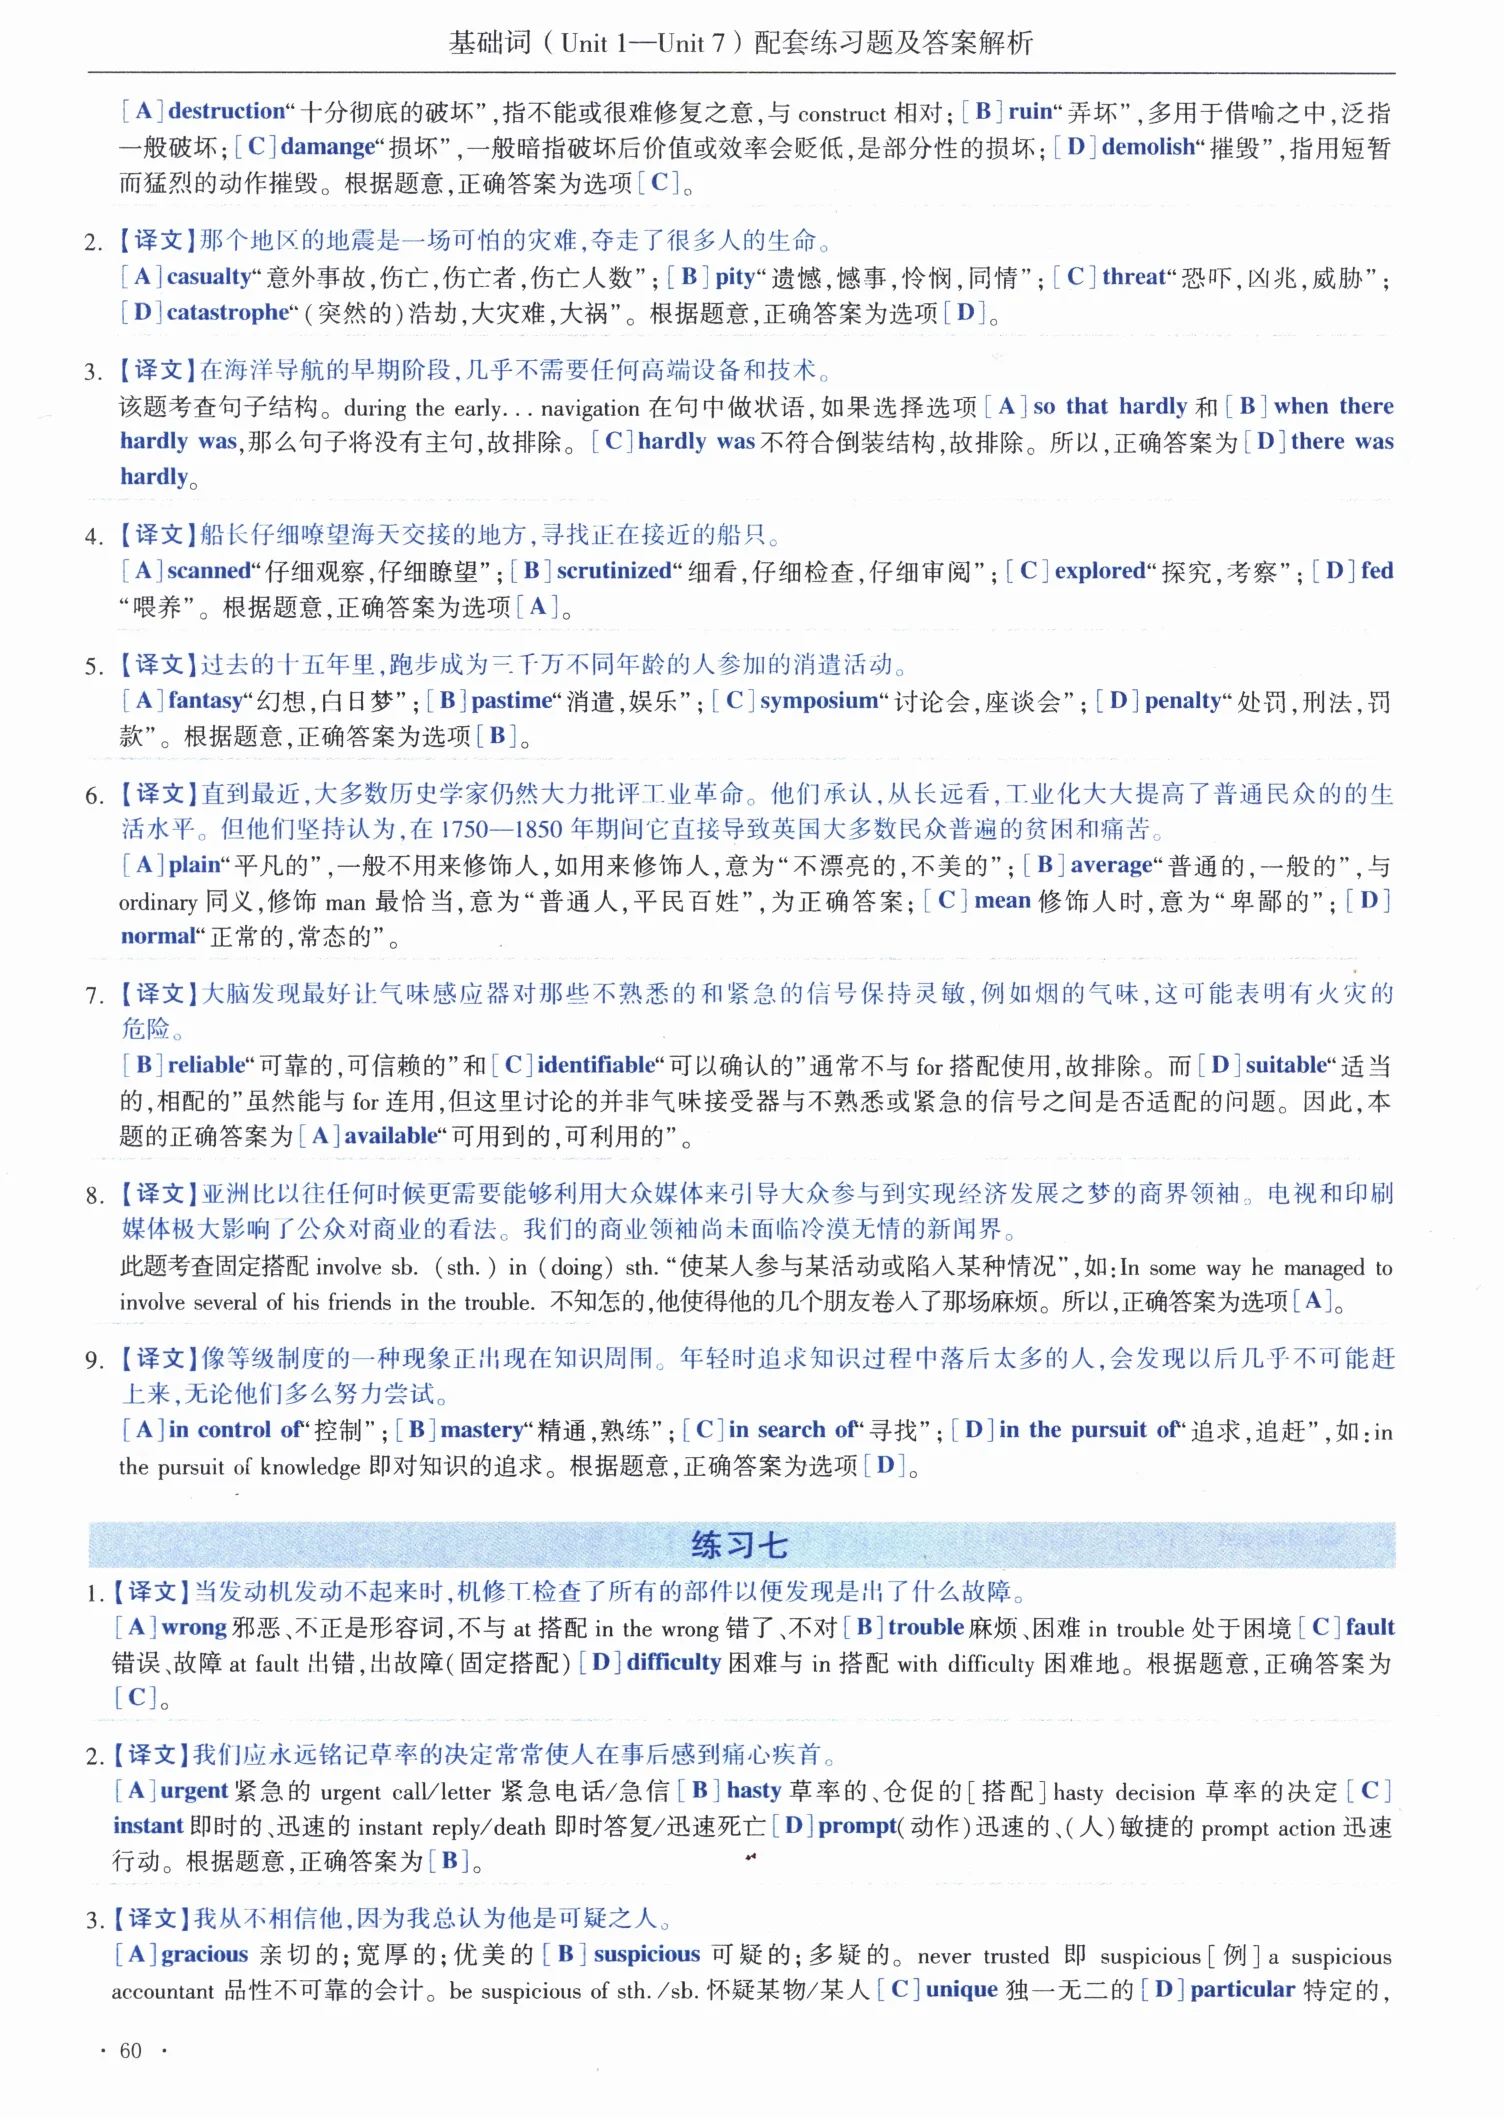 基础词（Unit 1—Unit 7）配套练习题及答案解析
[A]destruction“十分彻底的破坏”,指不能或很难修复之意,与 construct 相对;[B]ruin“弄坏”,多用于借喻之中,泛指
一般破坏;[C]damange“损坏”,一般暗指破坏后价值或效率会贬低,是部分性的损坏;[D]demolish“摧毁”,指用短暂
而猛烈的动作摧毁。根据题意,正确答案为选项[C]。
2. 【译文】那个地区的地震是一场可怕的灾难,夺走了很多人的生命。
[A]casualty“意外事故,伤亡,伤亡者,伤亡人数”;[B]pity“遗憾,憾事,怜悯,同情”;[C]threat“恐吓,凶兆,威胁”;
[D]catastrophe“(突然的)浩劫,大灾难,大祸”。根据题意,正确答案为选项[D]。
3. 【译文】在海洋导航的早期阶段,几乎不需要任何高端设备和技术。
该题考查句子结构。during the early... navigation 在句中做状语,如果选择选项[A]so that hardly 和[B]when there
hardly was,那么句子将没有主句,故排除。[C]hardly was不符合倒装结构,故排除。所以,正确答案为[D]there was
hardly。
4. 【译文】船长仔细嘹望海天交接的地方,寻找正在接近的船只。
[A]scanned“仔细观察,仔细瞭望”;[B]scrutinized“细看,仔细检查,仔细审阅”;[C]explored“探究,考察”;[D]fed
“喂养”。根据题意,正确答案为选项[A]。
5. 【译文】过去的十五年里,跑步成为三千万不同年龄的人参加的消遣活动。
[A]fantasy“幻想,白日梦”;[B]pastime“消遣,娱乐”;[C]symposium“讨论会,座谈会”;[D]penalty“处罚,刑法,罚
款”。根据题意,正确答案为选项[B]。
6. 【译文】直到最近,大多数历史学家仍然大力批评工业革命。他们承认,从长远看,工业化大大提高了普通民众的的生
活水平。但他们坚持认为,在1750—1850年期间它直接导致英国大多数民众普遍的贫困和痛苦。
[A]plain“平凡的”,一般不用来修饰人,如用来修饰人,意为“不漂亮的,不美的”;[B]average“普通的,一般的”,与
ordinary 同义,修饰 man 最恰当,意为“普通人,平民百姓”,为正确答案;[C]mean 修饰人时,意为“卑鄙的”;[D]
normal“正常的,常态的”。
7. 【译文】大脑发现最好让气味感应器对那些不熟悉的和紧急的信号保持灵敏,例如烟的气味,这可能表明有火灾的
危险。
[B]reliable“可靠的,可信赖的”和[C]identifiable“可以确认的”通常不与 for 搭配使用,故排除。而[D]suitable“适当
的,相配的”虽然能与 for 连用,但这里讨论的并非气味接受器与不熟悉或紧急的信号之间是否适配的问题。因此,本
题的正确答案为[A]available“可用到的,可利用的”。
8. 【译文】亚洲比以往任何时候更需要能够利用大众媒体来引导大众参与到实现经济发展之梦的商界领袖。电视和印刷
媒体极大影响了公众对商业的看法。我们的商业领袖尚未面临冷漠无情的新闻界。
此题考查固定搭配 involve sb. (sth.) in (doing) sth.“使某人参与某活动或陷入某种情况”,如:In some way he managed to
involve several of his friends in the trouble. 不知怎的,他使得他的几个朋友卷入了那场麻烦。所以,正确答案为选项[A]。
9. 【译文】像等级制度的一种现象正出现在知识周围。年轻时追求知识过程中落后太多的人,会发现以后几乎不可能赶
上来,无论他们多么努力尝试。
[A]in control of“控制”;[B]mastery“精通,熟练”;[C]in search of“寻找”;[D]in the pursuit of“追求,追赶”,如:in
the pursuit of knowledge 即对知识的追求。根据题意,正确答案为选项[D]。
练习七
1.【译文】当发动机发动不起来时,机修工检查了所有的部件以便发现是出了什么故障。
[A]wrong邪恶、不正是形容词,不与 at 搭配 in the wrong 错了、不对[B]trouble麻烦、困难 in trouble 处于困境[C]fault
错误、故障 at fault 出错,出故障(固定搭配)[D]difficulty 困难与 in 搭配 with difficulty 困难地。根据题意,正确答案为
[C]。
2.【译文】我们应永远铭记草率的决定常常使人在事后感到痛心疾首。
[A]urgent紧急的 urgent call/letter 紧急电话/急信[B]hasty 草率的、仓促的[搭配]hasty decision 草率的决定[C]
instant即时的、迅速的 instant reply/death 即时答复/迅速死亡[D]prompt(动作)迅速的、(人)敏捷的 prompt action 迅速
行动。根据题意,正确答案为[B]。
3.【译文】我从不相信他,因为我总认为他是可疑之人。
[A]gracious 亲切的;宽厚的;优美的[B]suspicious 可疑的;多疑的。never trusted 即 suspicious[例]a suspicious
accountant 品性不可靠的会计。be suspicious of sth./sb. 怀疑某物/某人[C]unique 独一无二的[D]particular 特定的,
· 60 ·